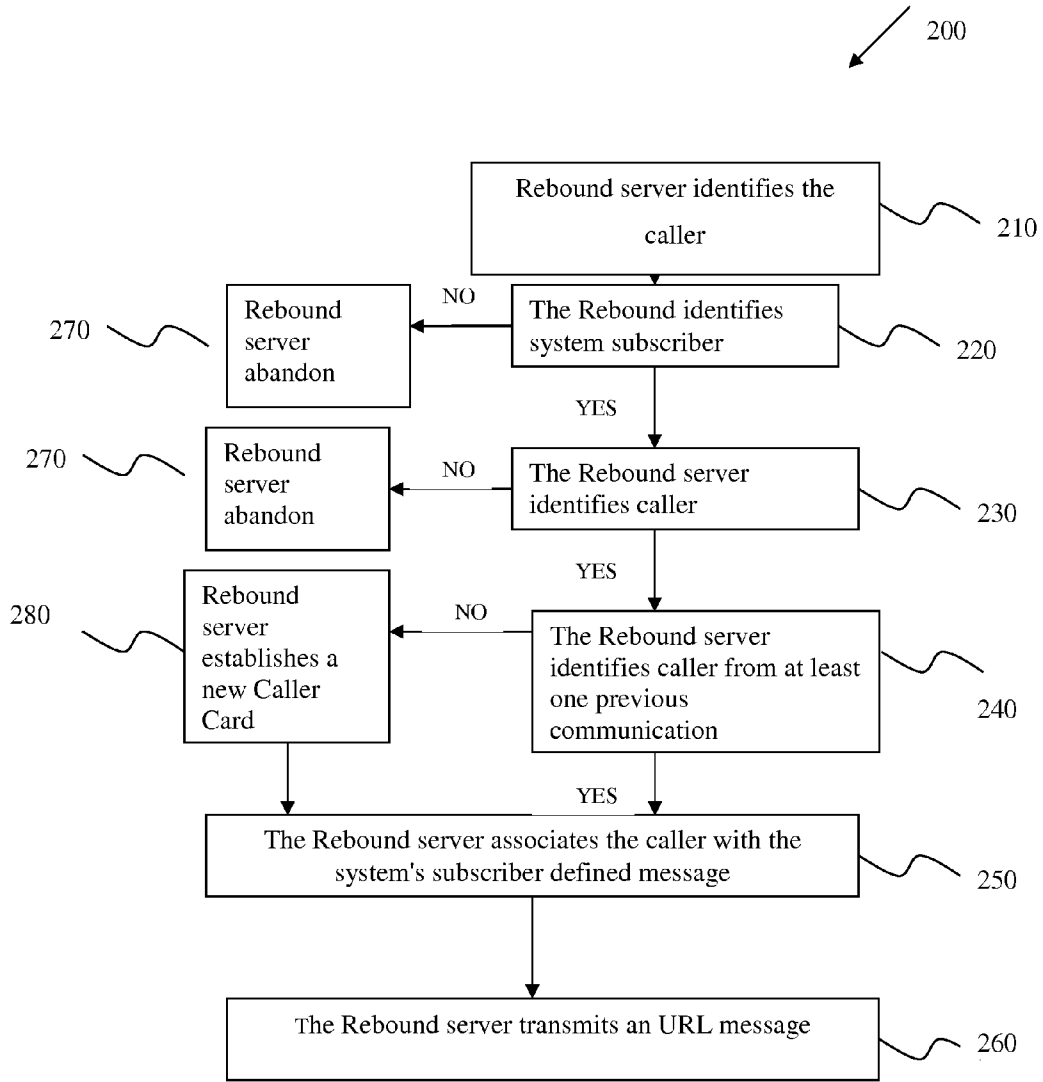 200
Rebound server identifies the
caller
210
NO
Rebound
server
abandon
270
The Rebound identifies
system subscriber
220
YES
270
Rebound
server
abandon
NO
The Rebound server
identifies caller
230
YES
280
Rebound
server
establishes a
new Caller
Card
NO
The Rebound server
identifies caller from at least
one previous
communication
240
YES
The Rebound server associates the caller with the
system's subscriber defined message
250
The Rebound server transmits an URL message
260